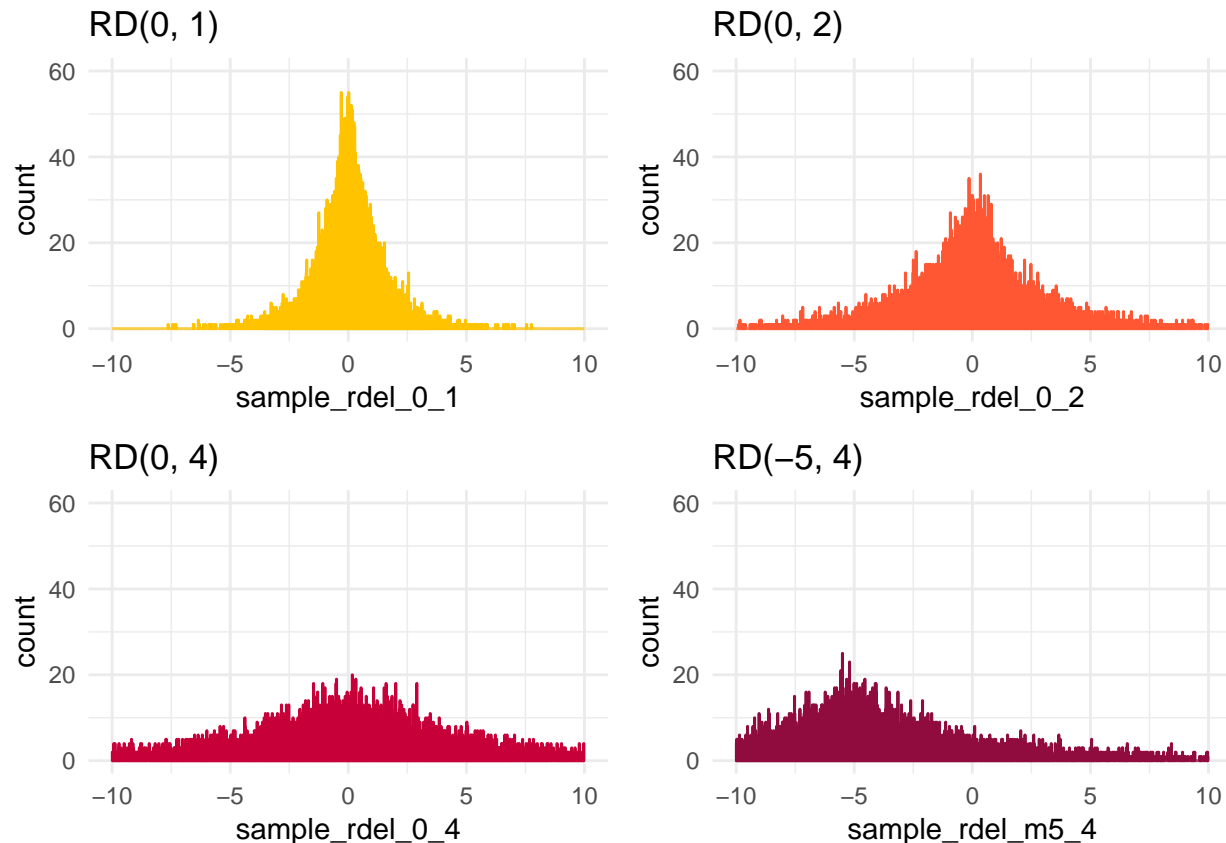 RD(0, 1)
60
40
20
0
count
−10 −5 0 5 10
sample_rdel_0_1
RD(0, 2)
60
40
20
0
count
−10 −5 0 5 10
sample_rdel_0_2
RD(0, 4)
60
40
20
0
count
−10 −5 0 5 10
sample_rdel_0_4
RD(−5, 4)
60
40
20
0
count
−10 −5 0 5 10
sample_rdel_m5_4